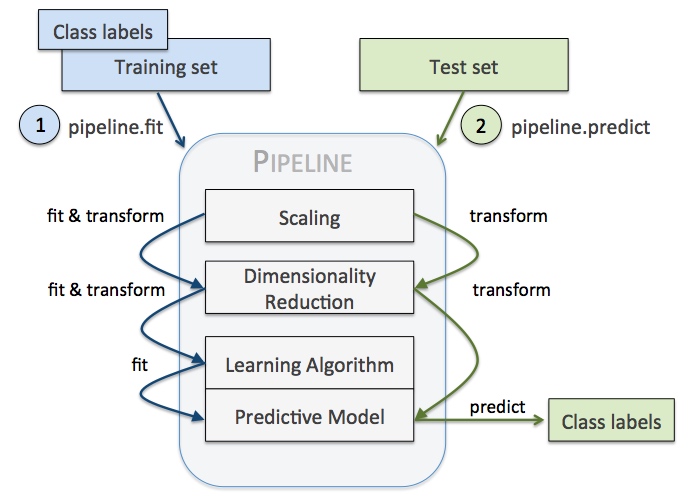 Class labels
Training set
Test set
1 pipeline.fit
2 pipeline.predict
PIPELINE
fit & transform
Scaling
transform
fit & transform
Dimensionality
Reduction
transform
fit
Learning Algorithm
Predictive Model
predict
Class labels